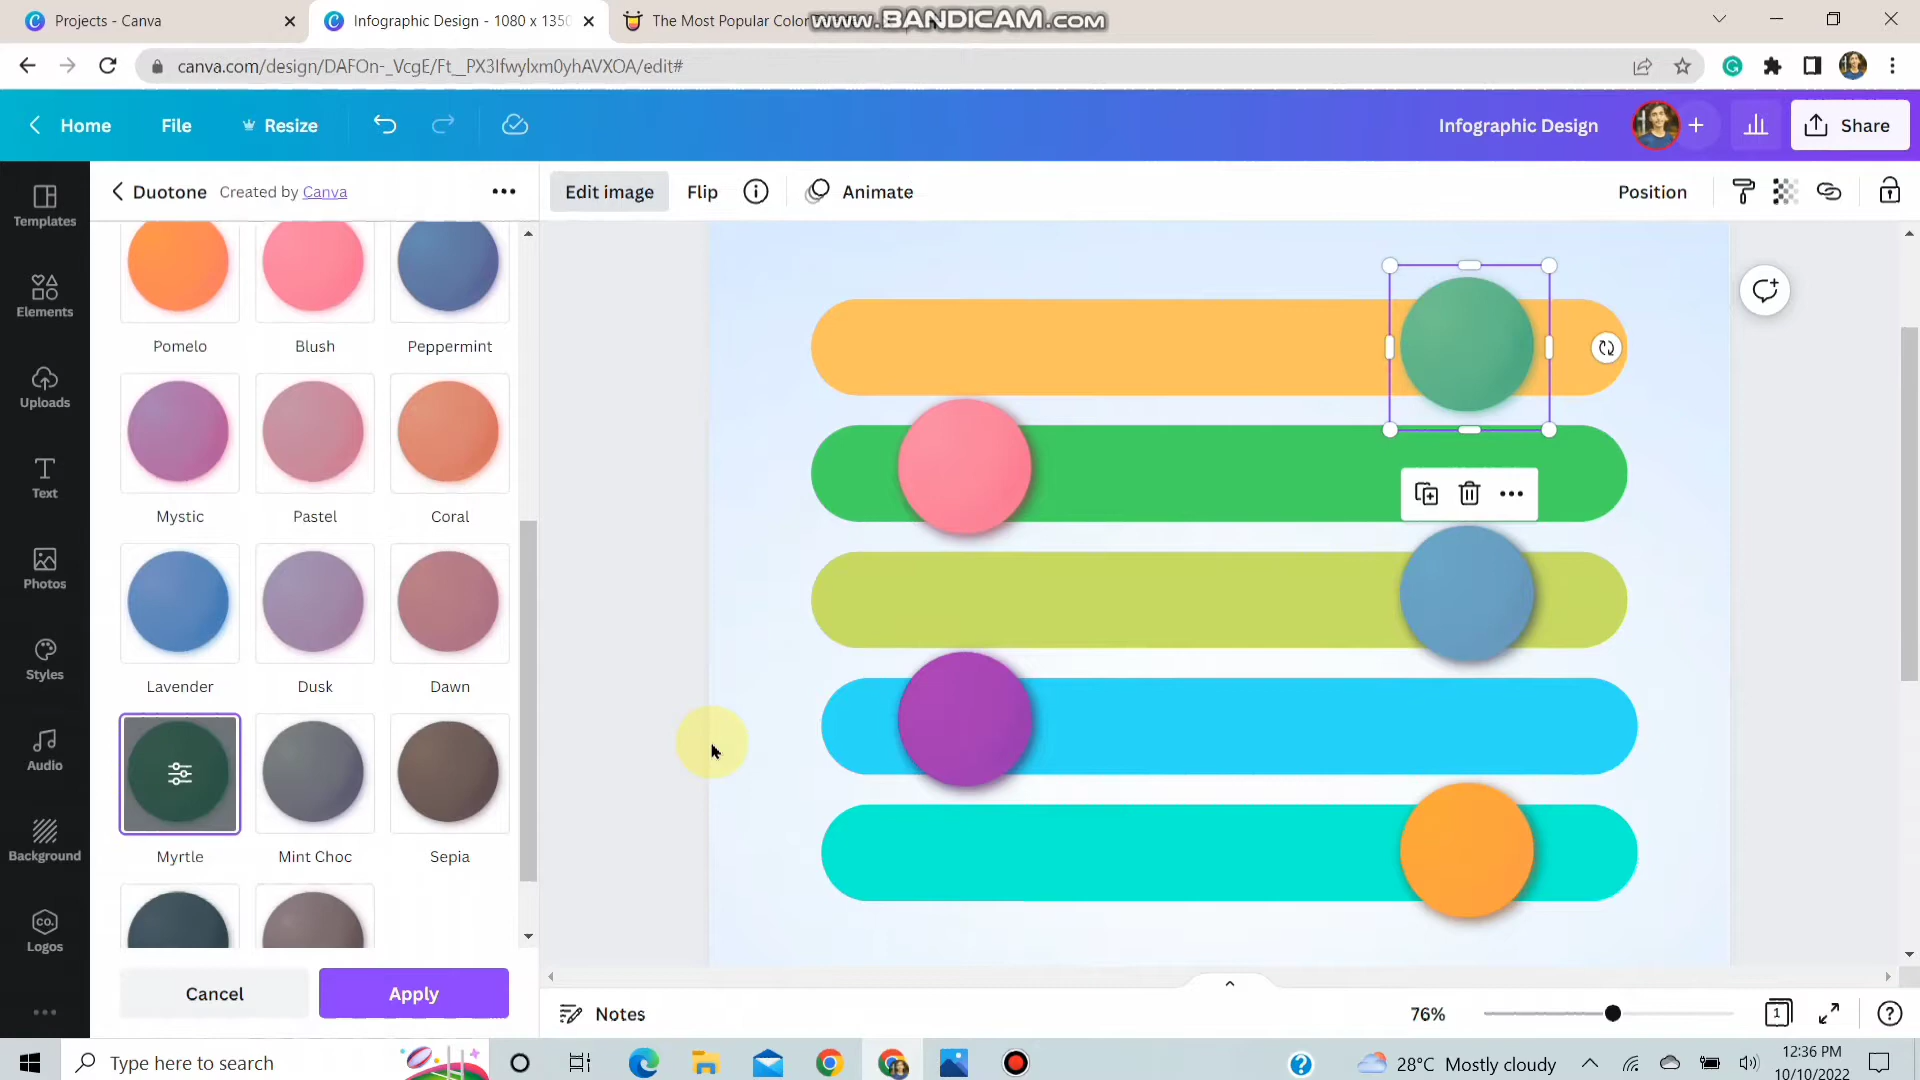 Projects - Canva
Infographic Design - 1080 x 1350
The Most Popular Color
www.BANDICAM.com
canva.com/design/DAFOn-_VcgE/Ft__PX3Ifwylxm0yhAVXOA/edit#
Home
File
Resize
Infographic Design
Share
Templates
Elements
Uploads
Text
Photos
Styles
Audio
Background
CO.
Logos
Duotone Created by Canva
Edit image
Flip
Animate
Position
Pomelo
Blush
Peppermint
Mystic
Pastel
Coral
Lavender
Dusk
Dawn
Myrtle
Mint Choc
Sepia
Cancel
Apply
Notes
76%
1
Type here to search
28°C Mostly cloudy
12:36 PM
10/10/2022